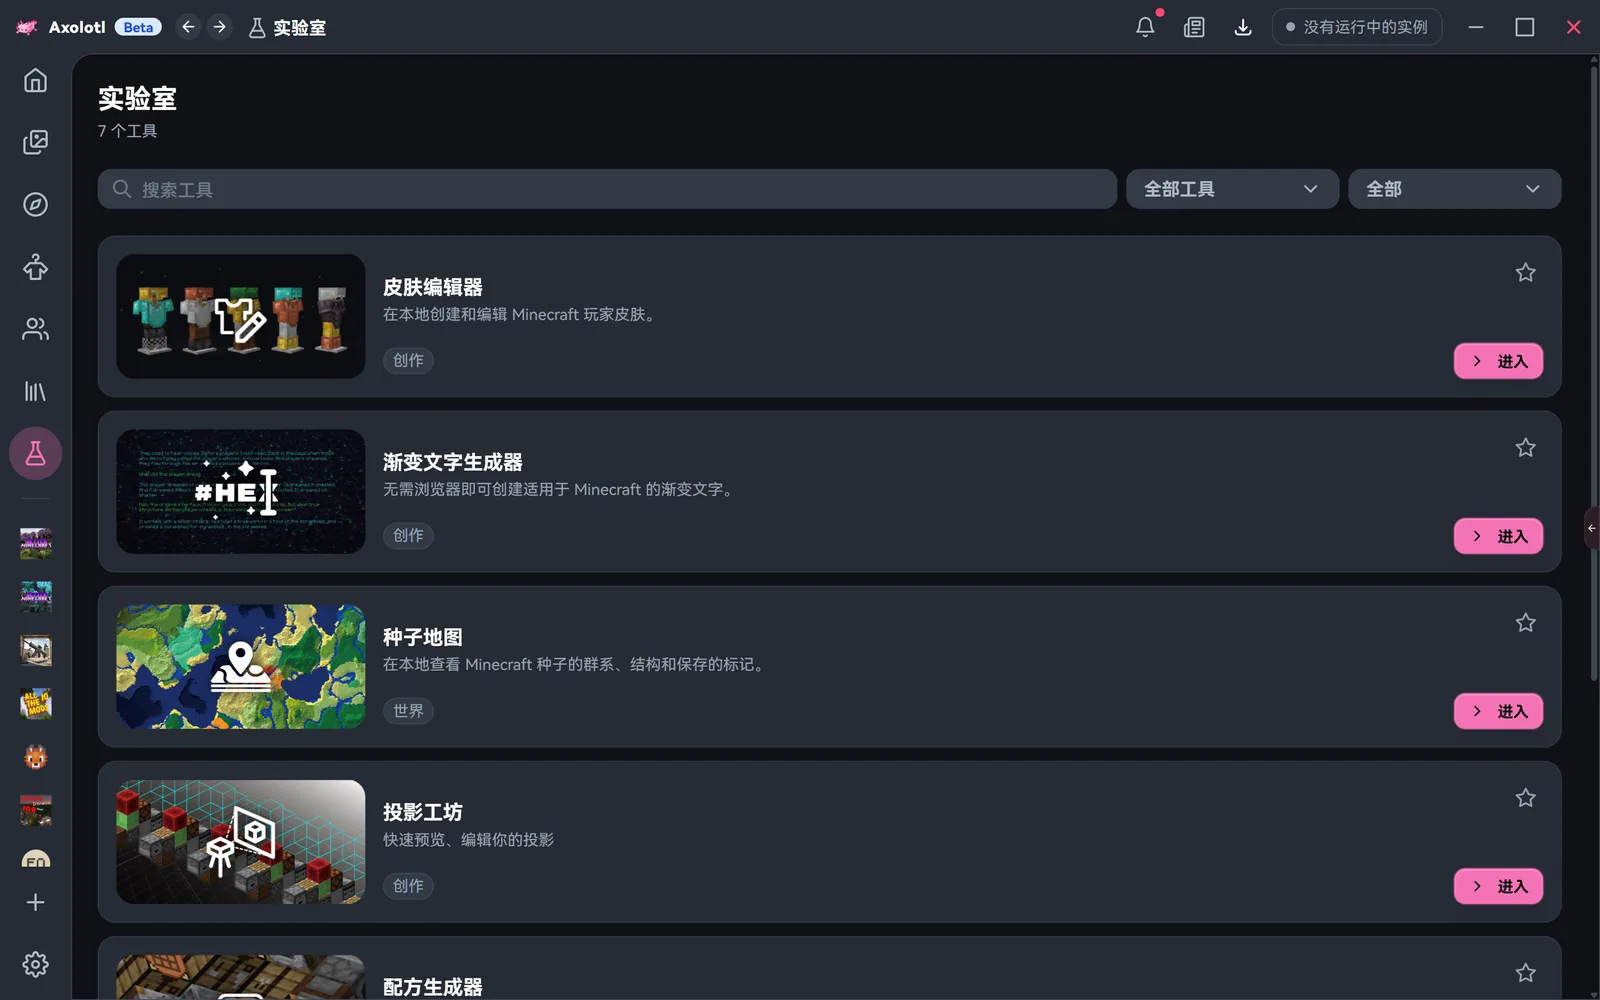 Axolotl Beta 实验室
没有运行中的实例
实验室
7 个工具
搜索工具
全部工具
全部
皮肤编辑器
在本地创建和编辑 Minecraft 玩家皮肤。
创作
进入
#HEX
渐变文字生成器
无需浏览器即可创建适用于 Minecraft 的渐变文字。
创作
进入
种子地图
在本地查看 Minecraft 种子的群系、结构和保存的标记。
世界
进入
投影工坊
快速预览、编辑你的投影
创作
进入
ALL
THE
MODS
配方生成器